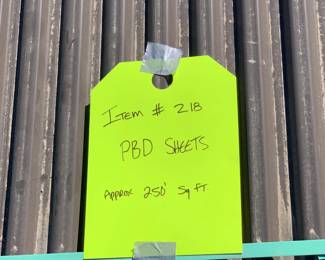 Item # 218
PBD SHEETS
Approx 250' Sq FT.